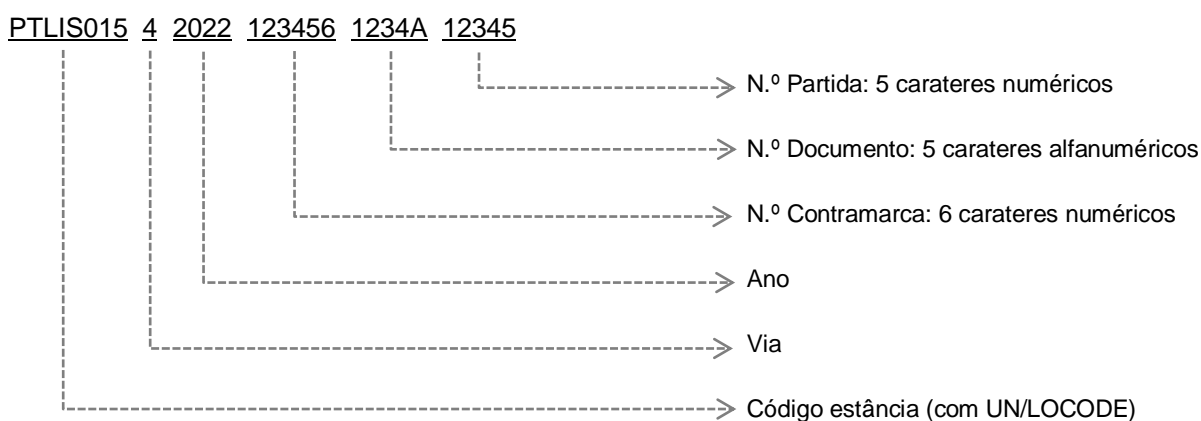 PTLIS015 4 2022 123456 1234A 12345
N.º Partida: 5 carateres numéricos
N.º Documento: 5 carateres alfanuméricos
N.º Contramarca: 6 carateres numéricos
Ano
Via
Código estância (com UN/LOCODE)